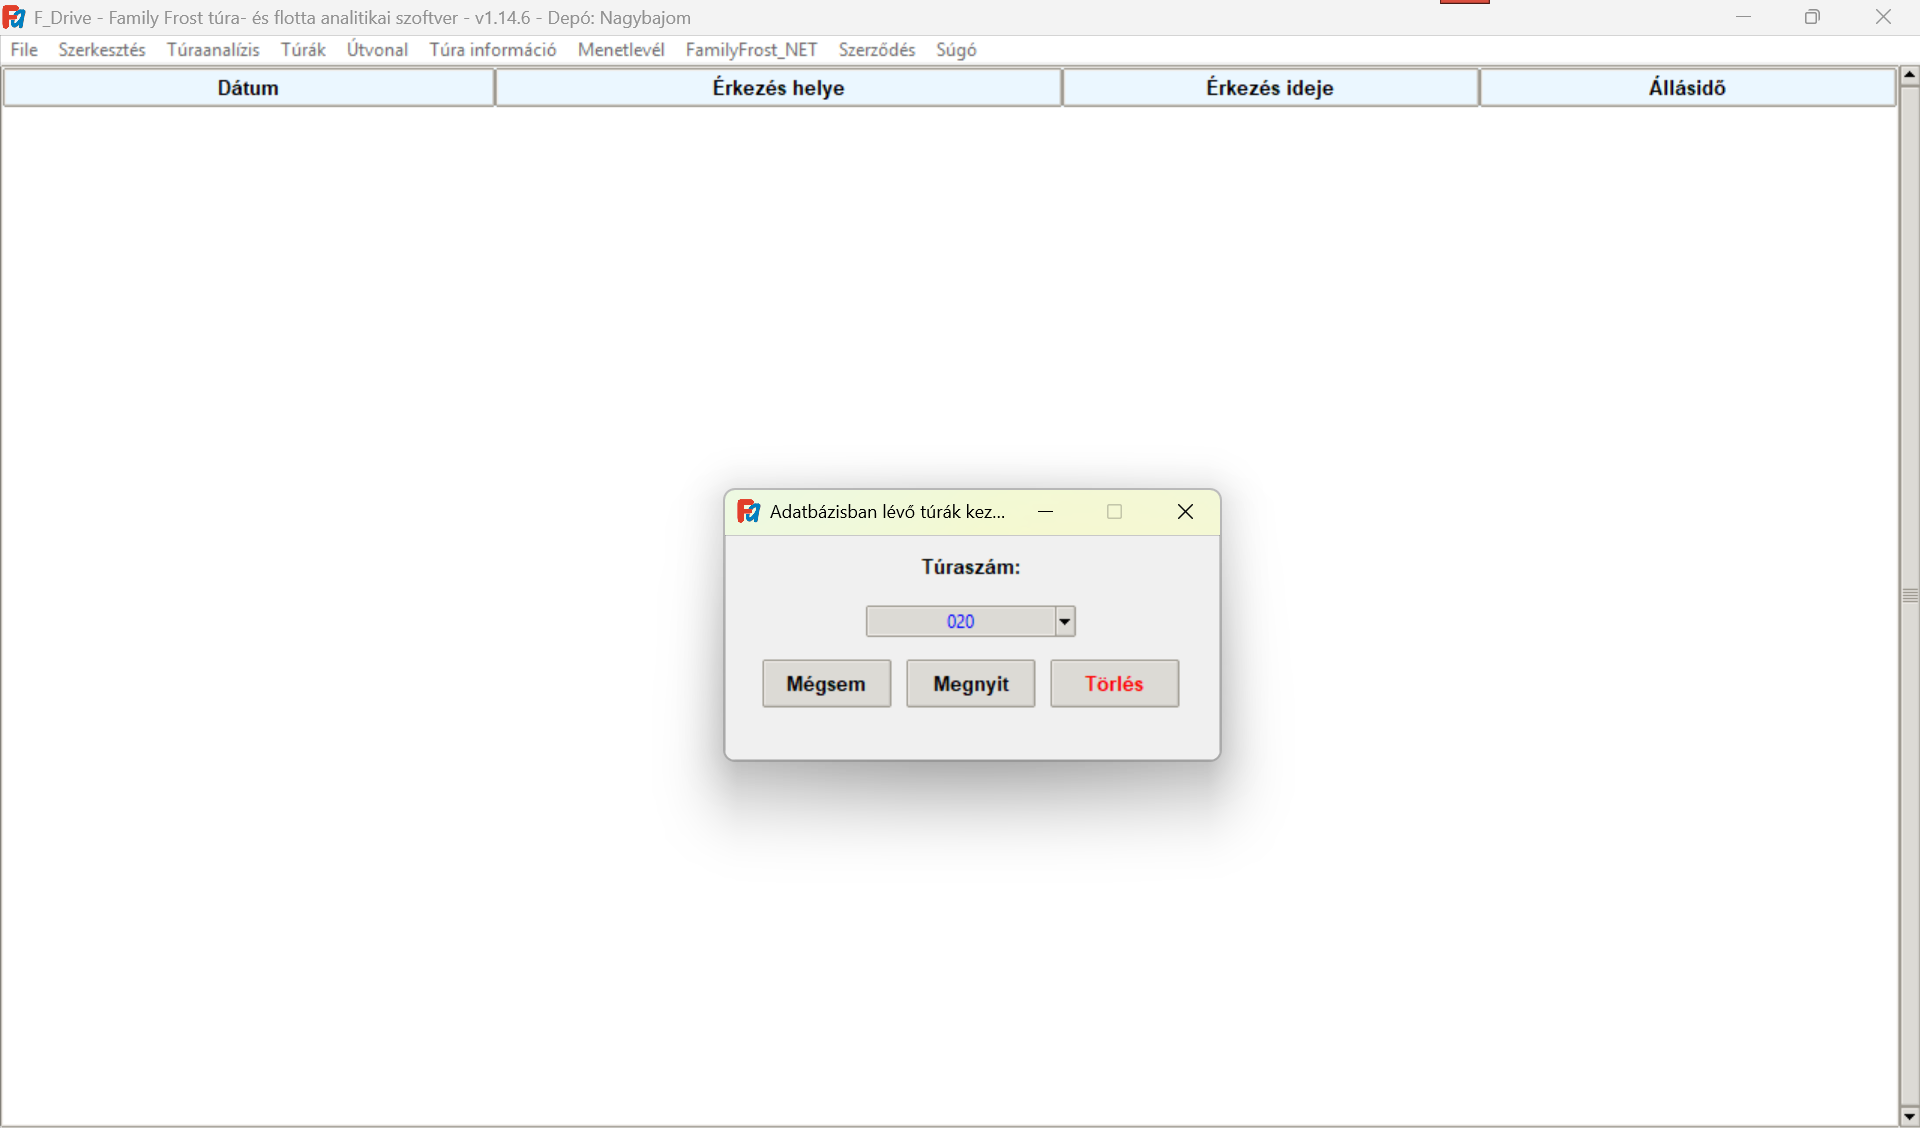 F_Drive - Family Frost túra- és flotta analitikai szoftver - v1.14.6 - Depó: Nagybajom
File Szerkesztés Túraanalízis Túrák Útvonal Túra információ Menetlevél FamilyFrost_NET Szerződés Súgó
Dátum Érkezés helye Érkezés ideje Állásidő
Adatbázisban lévő túrák kez...
Túraszám:
020
Mégsem Megnyit Törlés